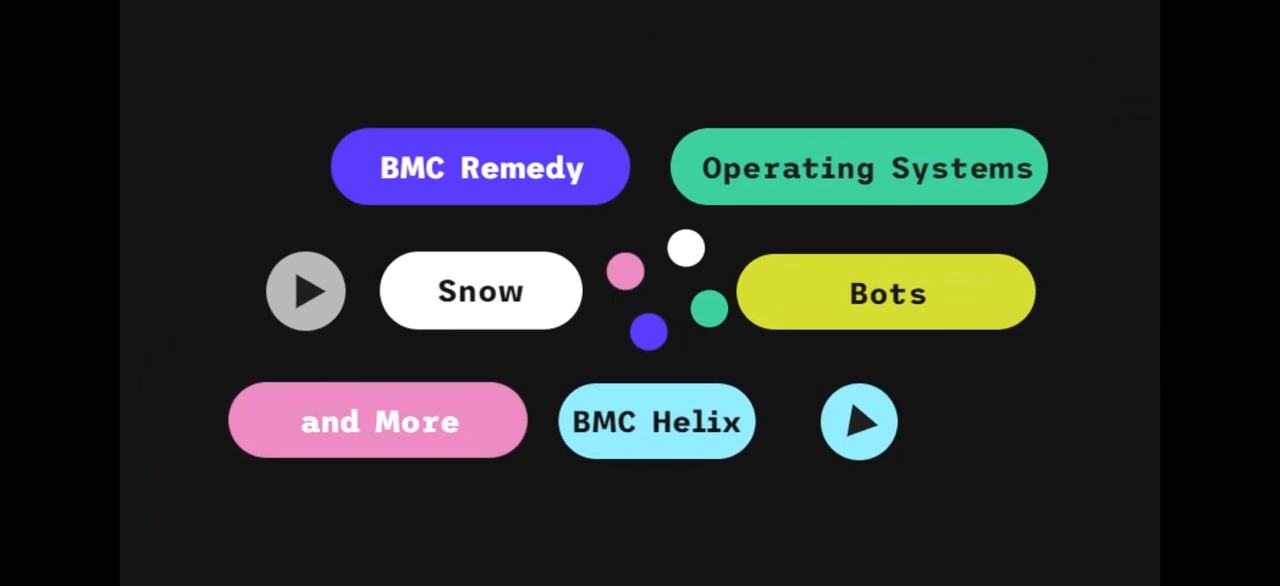 BMC Remedy
Operating Systems
Snow
Bots
and More
BMC Helix